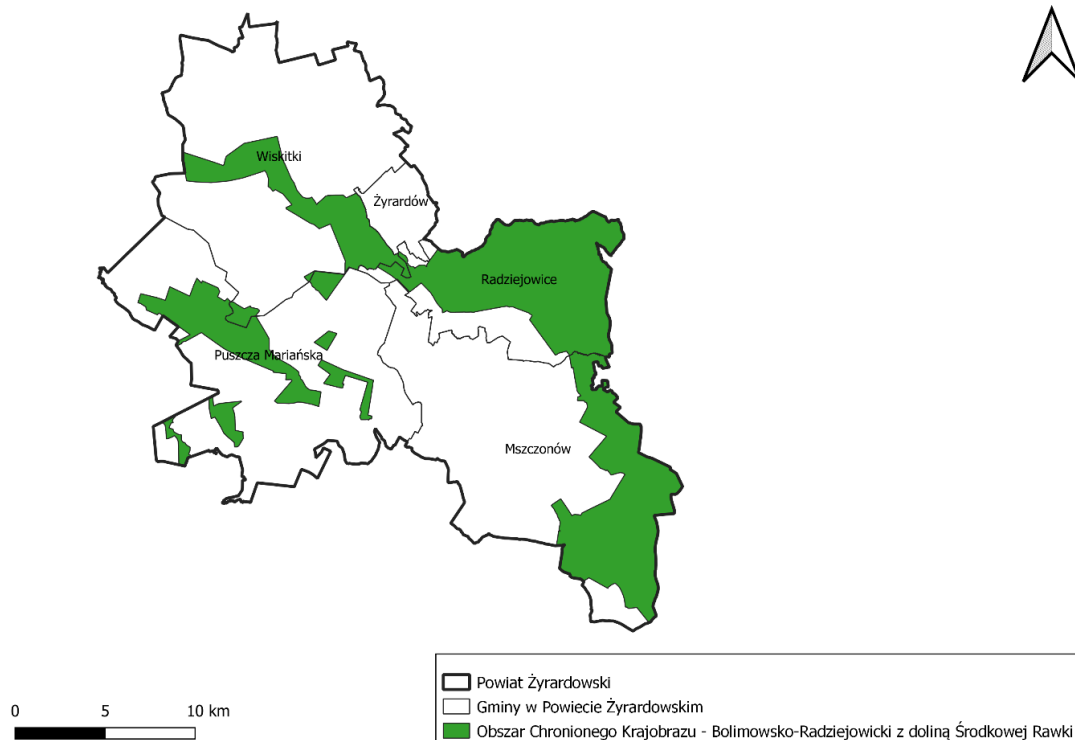 Wiskitki
Żyrardów
Radziejowice
Puszcza Mariańska
Mszczonów
0 5 10 km
Powiat Żyrardowski
Gminy w Powiecie Żyrardowskim
Obszar Chronionego Krajobrazu - Bolimowsko-Radziejowicki z doliną Środkowej Rawki